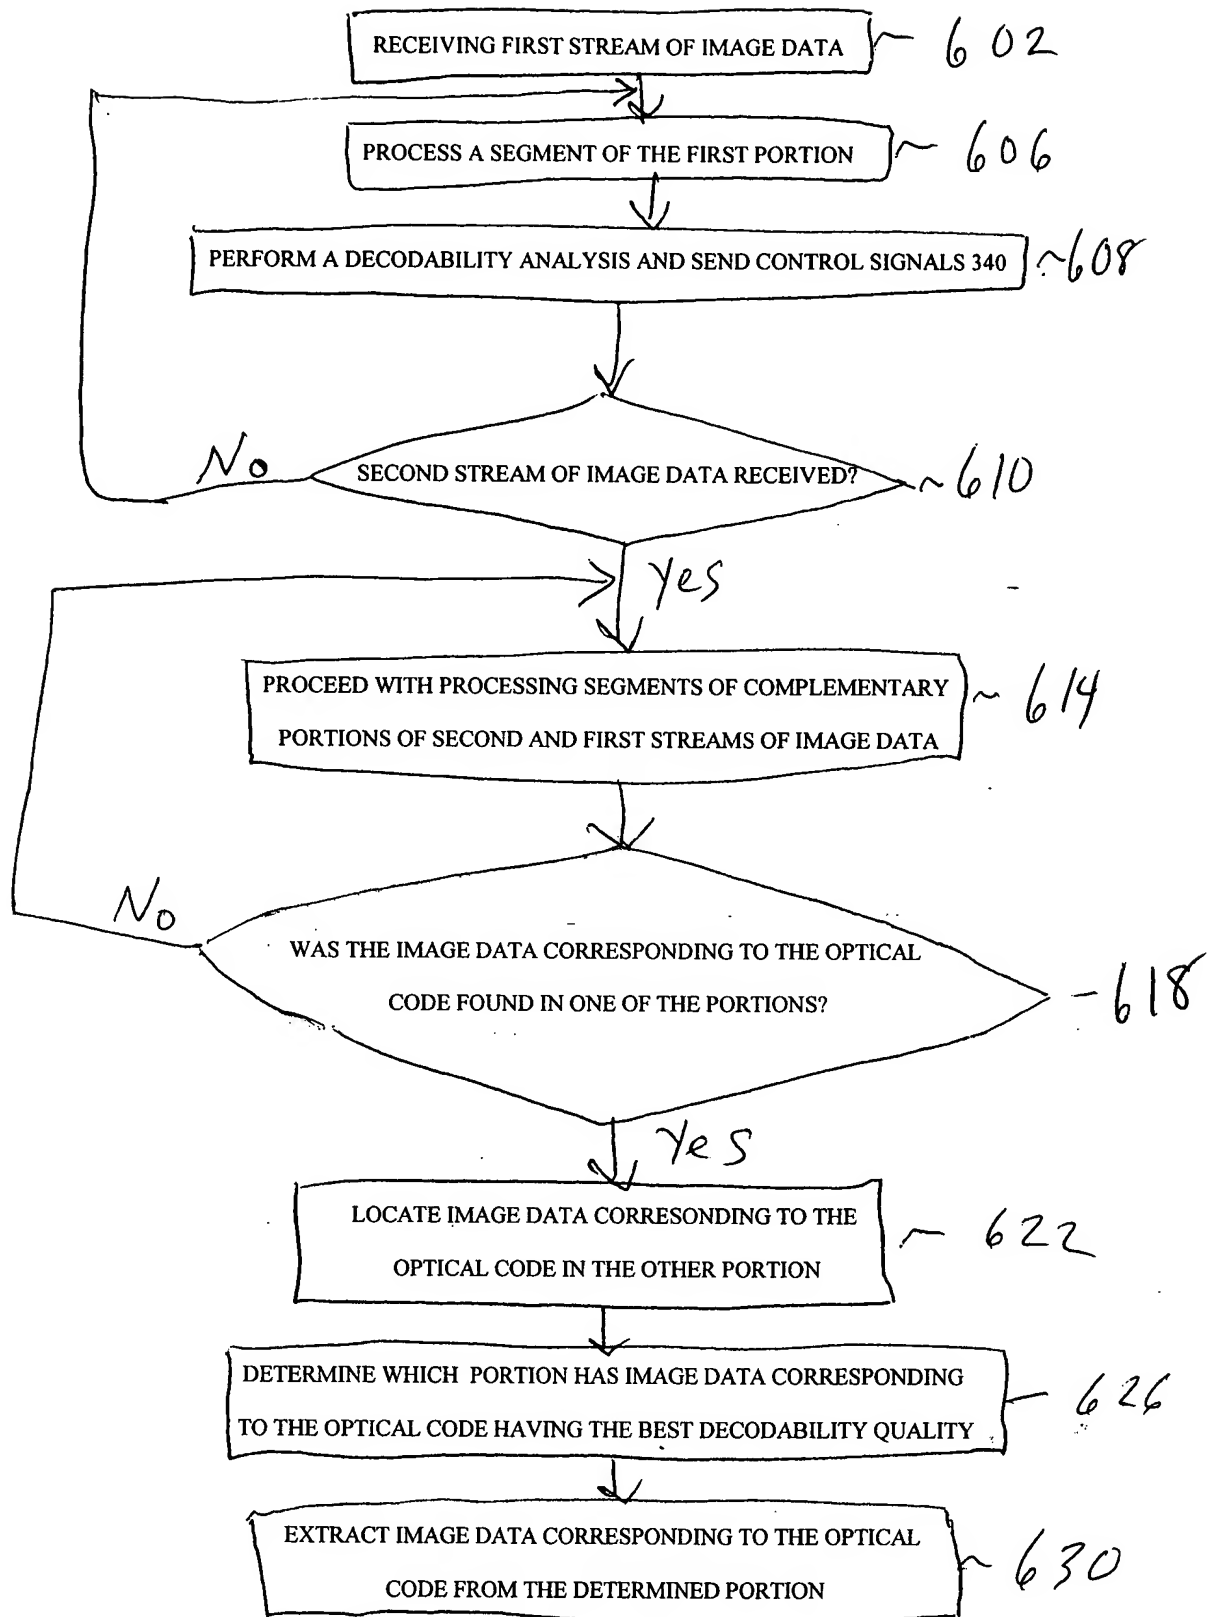 RECEIVING FIRST STREAM OF IMAGE DATA ~ 602
PROCESS A SEGMENT OF THE FIRST PORTION ~ 606
PERFORM A DECODABILITY ANALYSIS AND SEND CONTROL SIGNALS 340 ~608
No SECOND STREAM OF IMAGE DATA RECEIVED? ~610
Yes
PROCEED WITH PROCESSING SEGMENTS OF COMPLEMENTARY ~ 614
PORTIONS OF SECOND AND FIRST STREAMS OF IMAGE DATA
No
WAS THE IMAGE DATA CORRESPONDING TO THE OPTICAL
CODE FOUND IN ONE OF THE PORTIONS? -618
Yes
LOCATE IMAGE DATA CORRESONDING TO THE ~ 622
OPTICAL CODE IN THE OTHER PORTION
DETERMINE WHICH PORTION HAS IMAGE DATA CORRESPONDING ~ 626
TO THE OPTICAL CODE HAVING THE BEST DECODABILITY QUALITY
EXTRACT IMAGE DATA CORRESPONDING TO THE OPTICAL ~ 630
CODE FROM THE DETERMINED PORTION